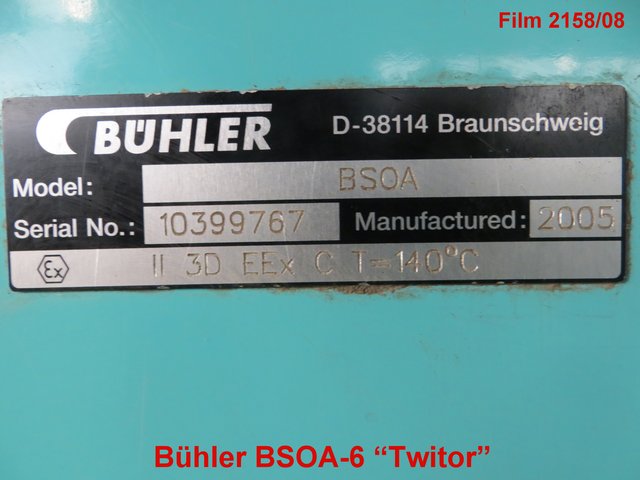 Film 2158/08
BÜHLER D-38114 Braunschweig
Model: BSOA
Serial No.: 10399767 Manufactured: 2005
Ex II 3D EEx C T=140°C
Bühler BSOA-6 “Twitor”